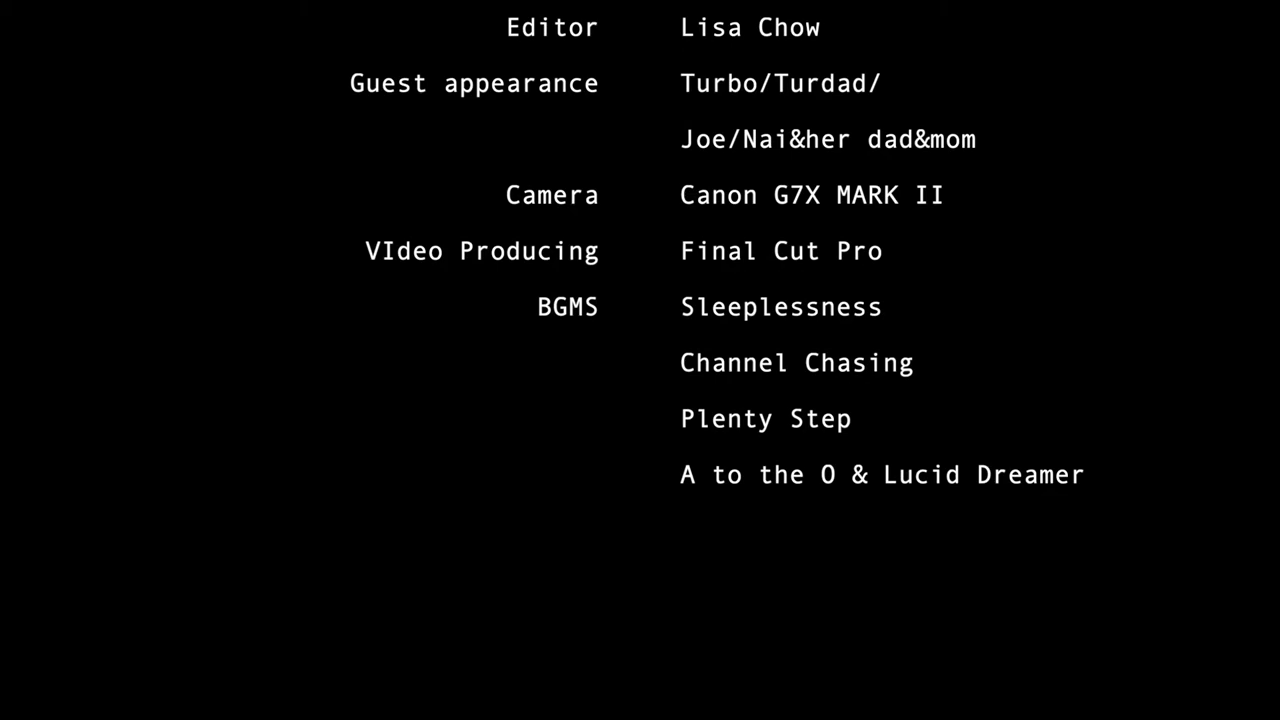 Editor Lisa Chow
Guest appearance Turbo/Turdad/
Joe/Nai&her dad&mom
Camera Canon G7X MARK II
VIdeo Producing Final Cut Pro
BGMS Sleeplessness
Channel Chasing
Plenty Step
A to the O & Lucid Dreamer